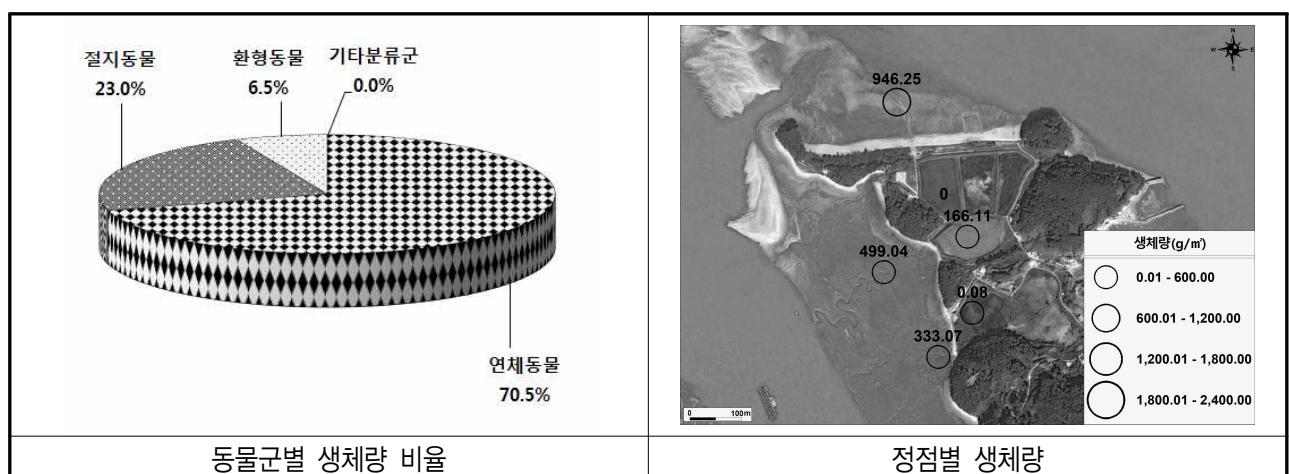 절지동물
23.0%
환형동물
6.5%
기타분류군
0.0%
연체동물
70.5%
동물군별 생체량 비율
N
W E
S
946.25
0
166.11
499.04
0.08
333.07
생체량(g/㎡)
0.01 - 600.00
600.01 - 1,200.00
1,200.01 - 1,800.00
1,800.01 - 2,400.00
0 100m
정점별 생체량